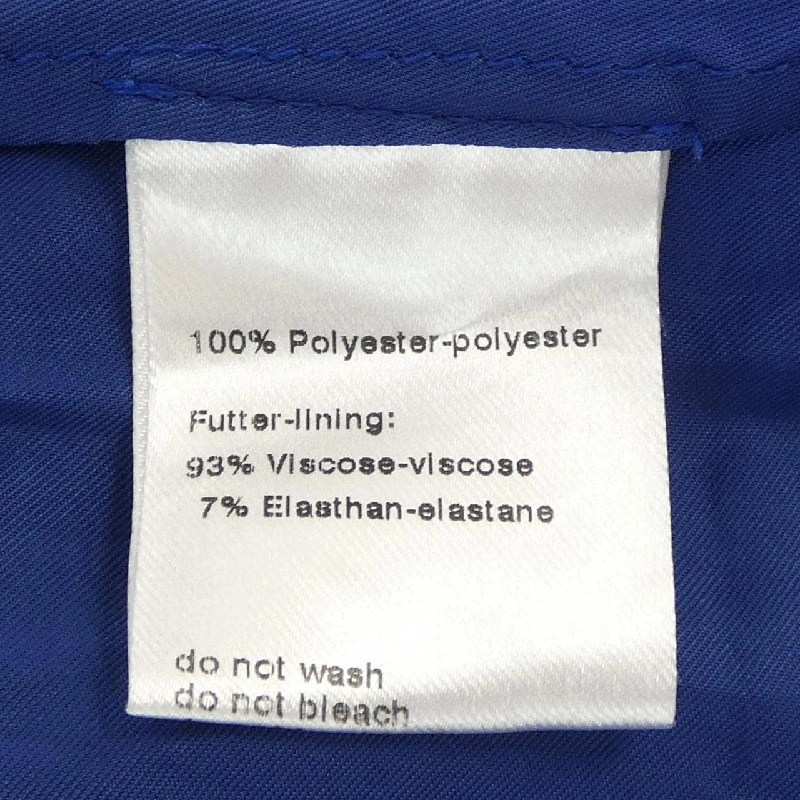 100% Polyester-polyester
Futter-lining:
93% Viscose-viscose
7% Elasthan-elastane
do not wash
do not bleach